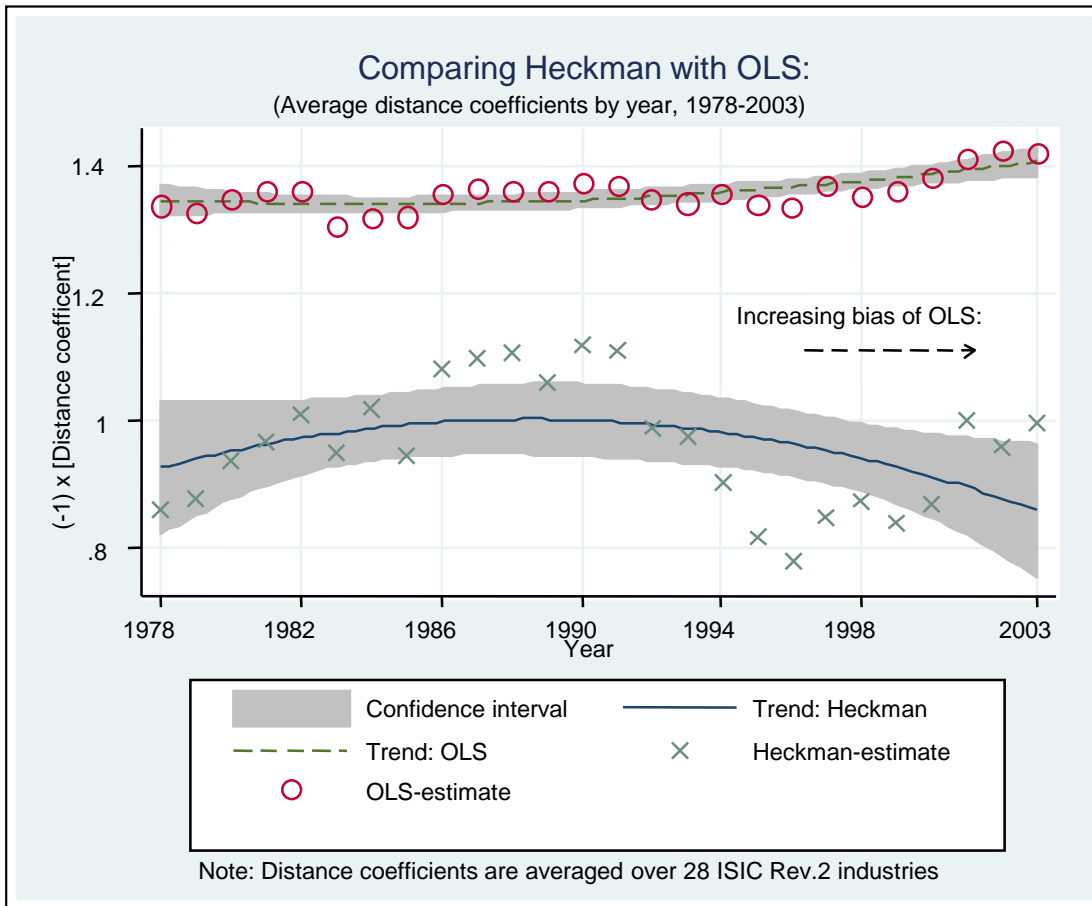 Comparing Heckman with OLS:
(Average distance coefficients by year, 1978-2003)
(-1) x [Distance coefficent]
1.4
1.2
1
.8
Increasing bias of OLS:
1978 1982 1986 1990 1994 1998 2003
Year
Confidence interval Trend: Heckman
Trend: OLS Heckman-estimate
OLS-estimate
Note: Distance coefficients are averaged over 28 ISIC Rev.2 industries